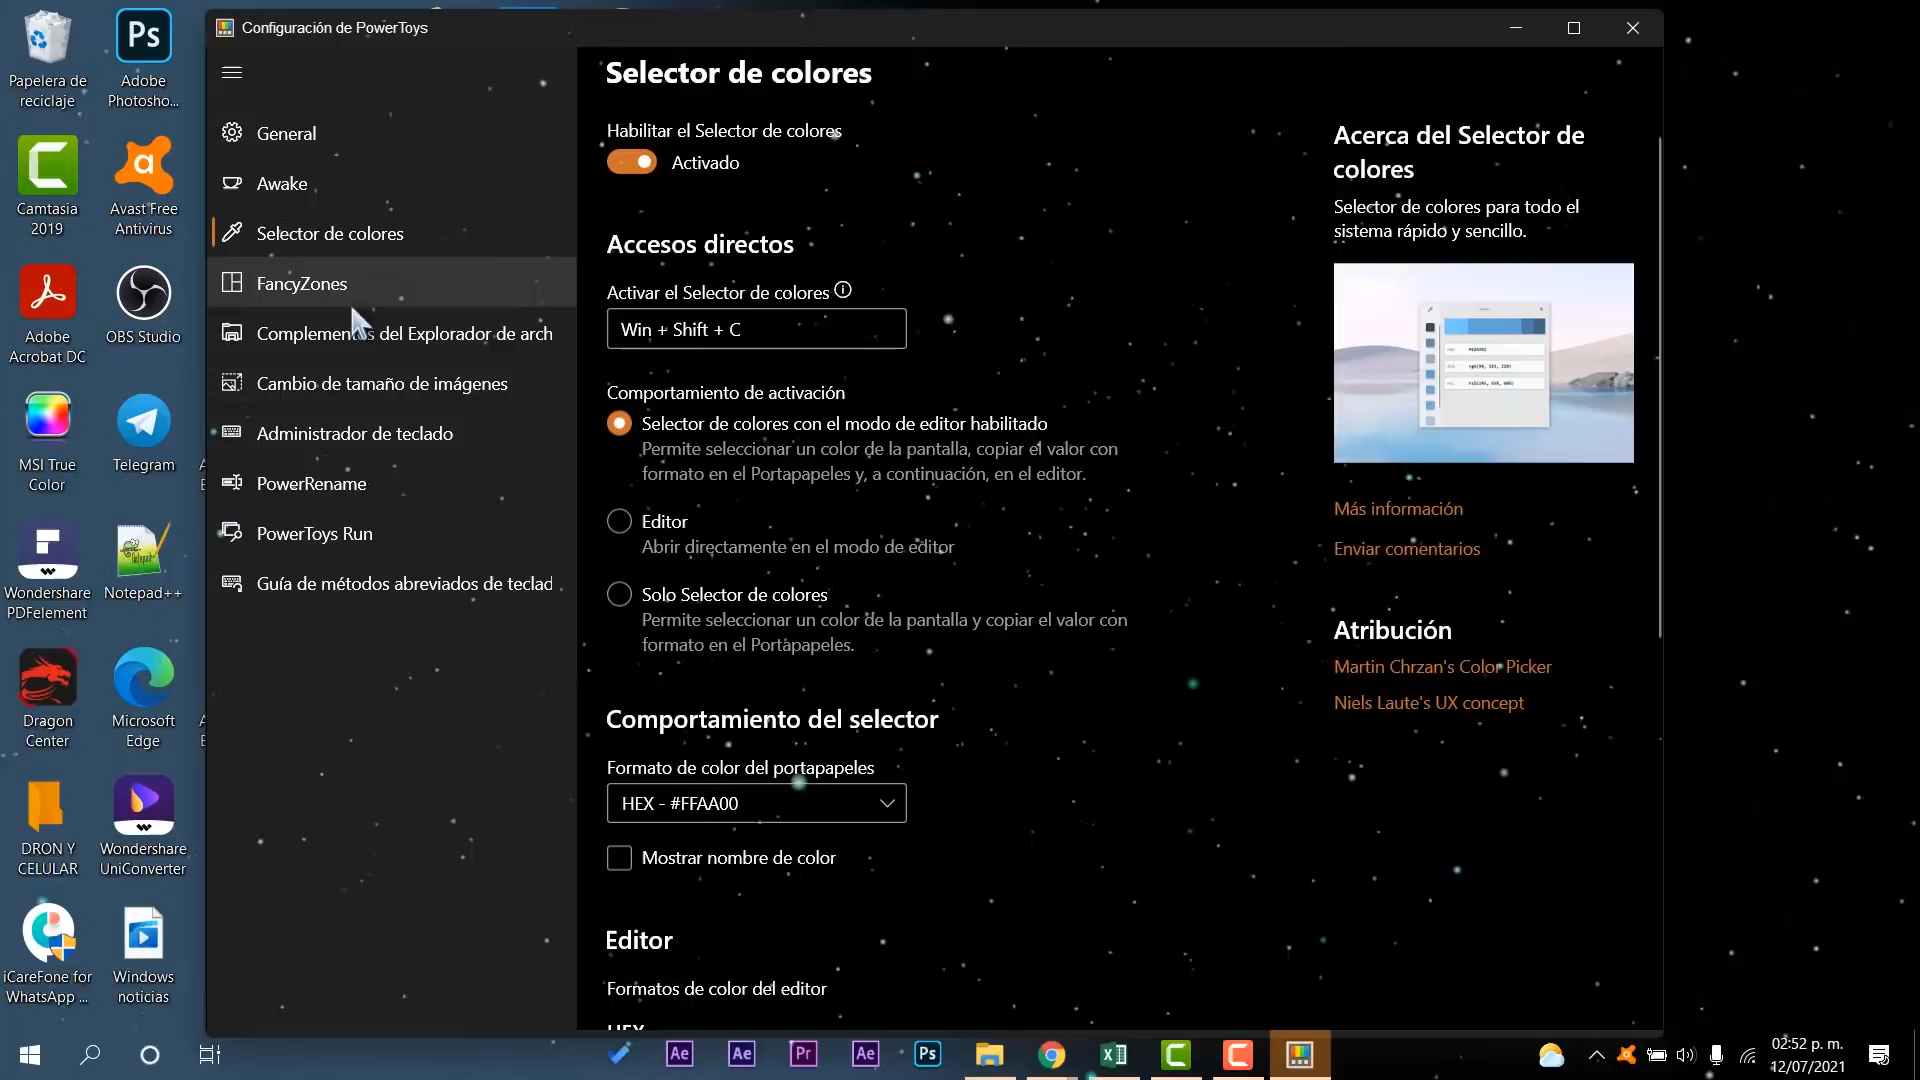 Configuración de PowerToys
Papelera de
reciclaje
Adobe
Photosho...
Camtasia
2019
Avast Free
Antivirus
Adobe
Acrobat DC
OBS Studio
MSI True
Color
Telegram
Wondershare
PDFelement
Notepad++
Dragon
Center
Microsoft
Edge
DRON Y
CELULAR
Wondershare
UniConverter
iCareFone for
WhatsApp ...
Windows
noticias
General
Awake
Selector de colores
FancyZones
Complementos del Explorador de arch
Cambio de tamaño de imágenes
Administrador de teclado
PowerRename
PowerToys Run
Guía de métodos abreviados de teclad
Selector de colores
Habilitar el Selector de colores
Activado
Accesos directos
Activar el Selector de colores
Win + Shift + C
Comportamiento de activación
Selector de colores con el modo de editor habilitado
Permite seleccionar un color de la pantalla, copiar el valor con
formato en el Portapapeles y, a continuación, en el editor.
Editor
Abrir directamente en el modo de editor
Solo Selector de colores
Permite seleccionar un color de la pantalla y copiar el valor con
formato en el Portapapeles.
Comportamiento del selector
Formato de color del portapapeles
HEX - #FFAA00
Mostrar nombre de color
Editor
Formatos de color del editor
HEX
Acerca del Selector de
colores
Selector de colores para todo el
sistema rápido y sencillo.
Más información
Enviar comentarios
Atribución
Martin Chrzan's Color Picker
Niels Laute's UX concept
Ae
Ae
Pr
Ae
Ps
02:52 p. m.
12/07/2021